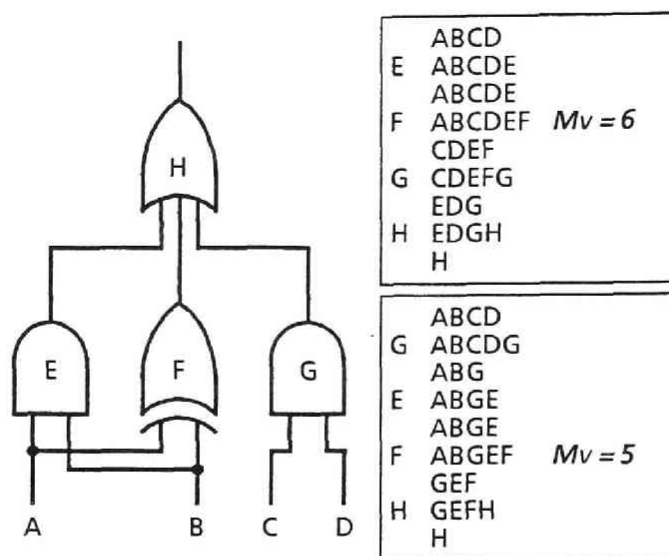 H
E
F
G
A B C D
ABCD
E ABCDE
ABCDE
F ABCDEF Mv = 6
CDEF
G CDEFG
EDG
H EDGH
H
ABCD
G ABCDG
ABG
E ABGE
ABGE
F ABGEF Mv = 5
GEF
H GEFH
H